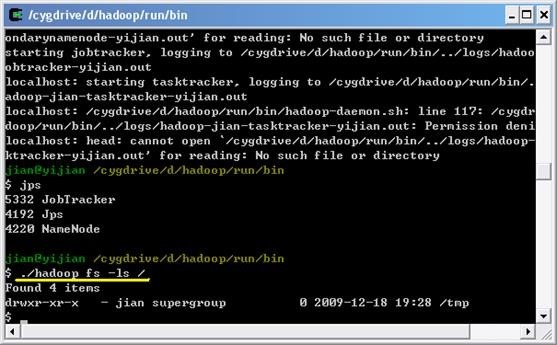 /cygdrive/d/hadoop/run/bin
ondarynamenode-yijian.out' for reading: No such file or directory
starting jobtracker, logging to /cygdrive/d/hadoop/run/bin/../logs/hadoo
obtracker-yijian.out
localhost: starting tasktracker, logging to /cygdrive/d/hadoop/run/bin/.
adoop-jian-tasktracker-yijian.out
localhost: /cygdrive/d/hadoop/run/bin/hadoop-daemon.sh: line 117: /cygdr
doop/run/bin/../logs/hadoop-jian-tasktracker-yijian.out: Permission deni
localhost: head: cannot open `/cygdrive/d/hadoop/run/bin/../logs/hadoop-
ktracker-yijian.out' for reading: No such file or directory
jian@yijian /cygdrive/d/hadoop/run/bin
$ jps
5332 JobTracker
4192 Jps
4220 NameNode
jian@yijian /cygdrive/d/hadoop/run/bin
$ ./hadoop fs -ls /
Found 4 items
drwxr-xr-x - jian supergroup 0 2009-12-18 19:28 /tmp
$